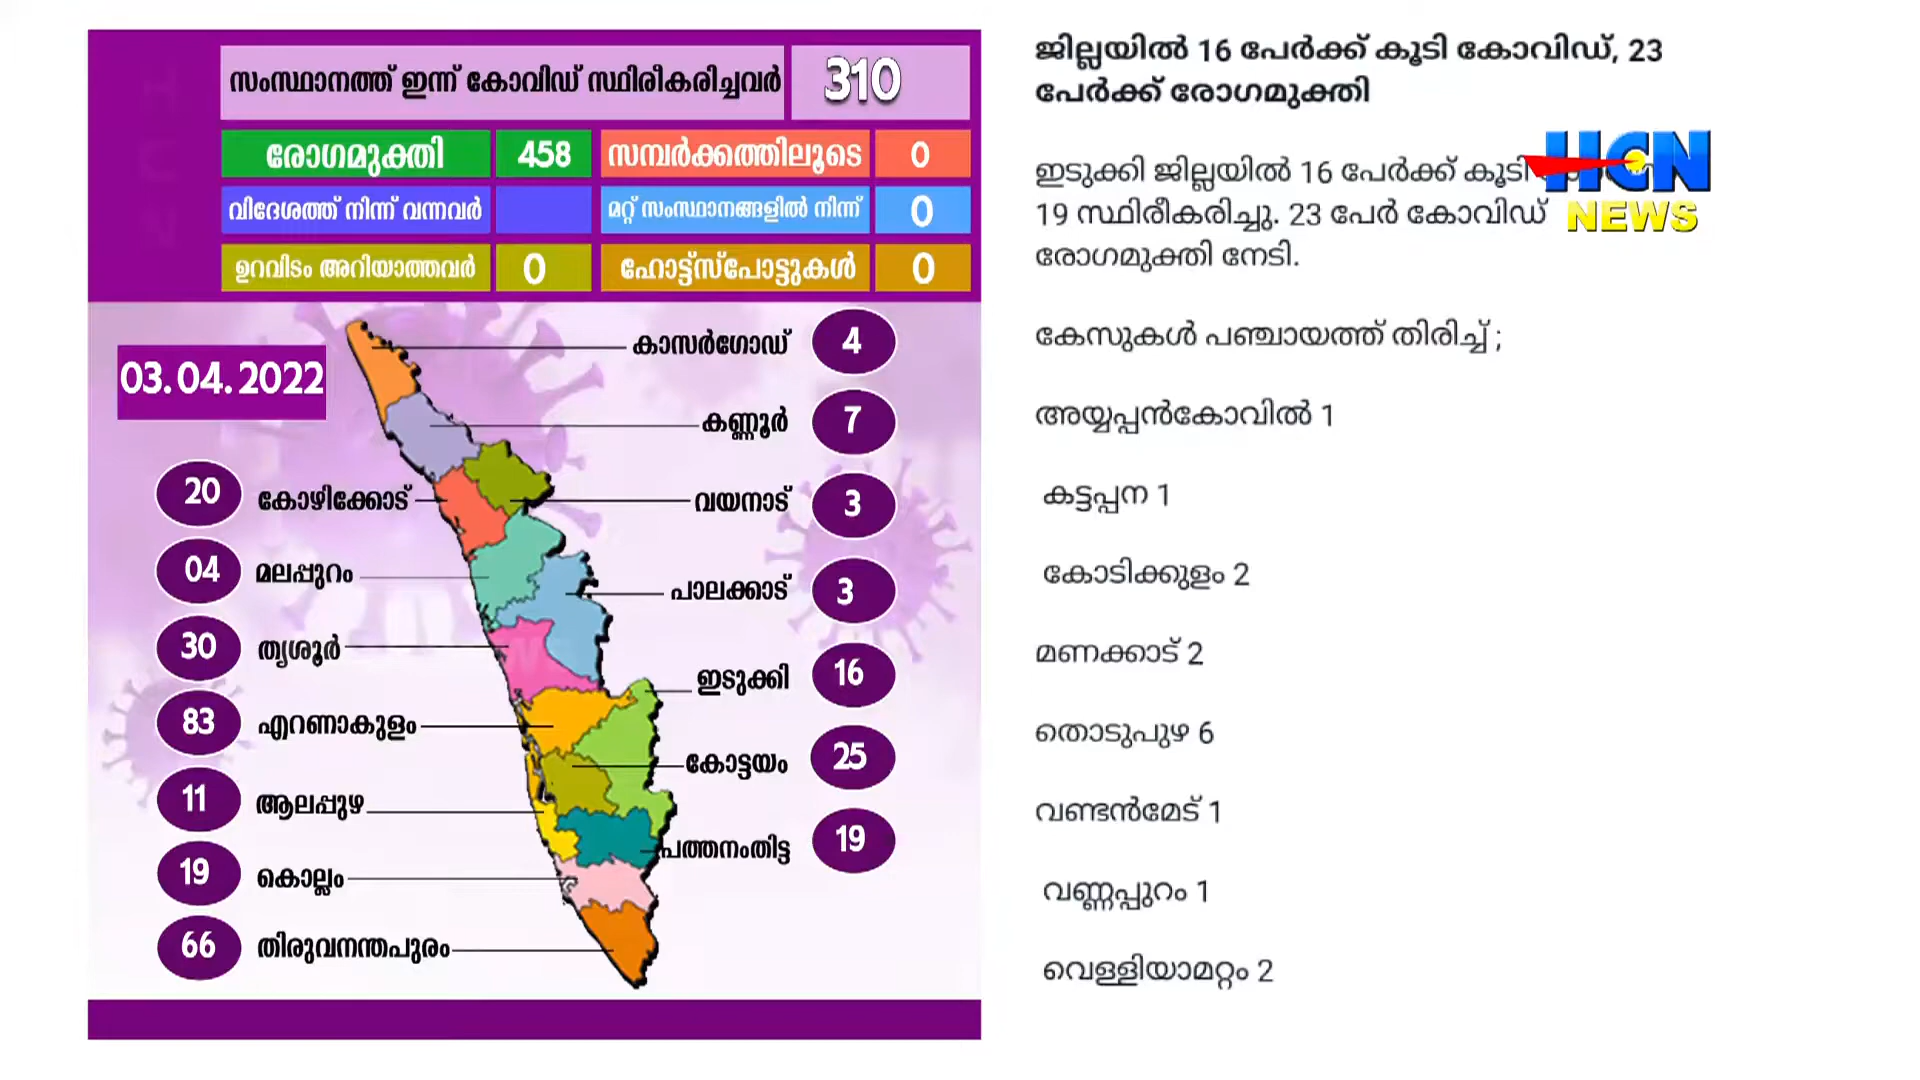 സംസ്ഥാനത്ത് ഇന്ന് കോവിഡ് സ്ഥിരീകരിച്ചവർ 310
രോഗമുക്തി 458 സമ്പർക്കത്തിലൂടെ 0
വിദേശത്ത് നിന്ന് വന്നവർ മറ്റ് സംസ്ഥാനങ്ങളിൽ നിന്ന് 0
ഉറവിടം അറിയാത്തവർ 0 ഹോട്ട്സ്പോട്ടുകൾ 0
03.04.2022
കാസർഗോഡ് 4
കണ്ണൂർ 7
20 കോഴിക്കോട്
വയനാട് 3
04 മലപ്പുറം
പാലക്കാട് 3
30 തൃശൂർ
ഇടുക്കി 16
83 എറണാകുളം
കോട്ടയം 25
11 ആലപ്പുഴ
പത്തനംതിട്ട 19
19 കൊല്ലം
66 തിരുവനന്തപുരം
ജില്ലയിൽ 16 പേർക്ക് കൂടി കോവിഡ്, 23
പേർക്ക് രോഗമുക്തി
ഇടുക്കി ജില്ലയിൽ 16 പേർക്ക് കൂടി
19 സ്ഥിരീകരിച്ചു. 23 പേർ കോവിഡ്
രോഗമുക്തി നേടി.
HCN
NEWS
കേസുകൾ പഞ്ചായത്ത് തിരിച്ച് ;
അയ്യപ്പൻകോവിൽ 1
കട്ടപ്പന 1
കോടിക്കുളം 2
മണക്കാട് 2
തൊടുപുഴ 6
വണ്ടൻമേട് 1
വണ്ണപ്പുറം 1
വെള്ളിയാമറ്റം 2